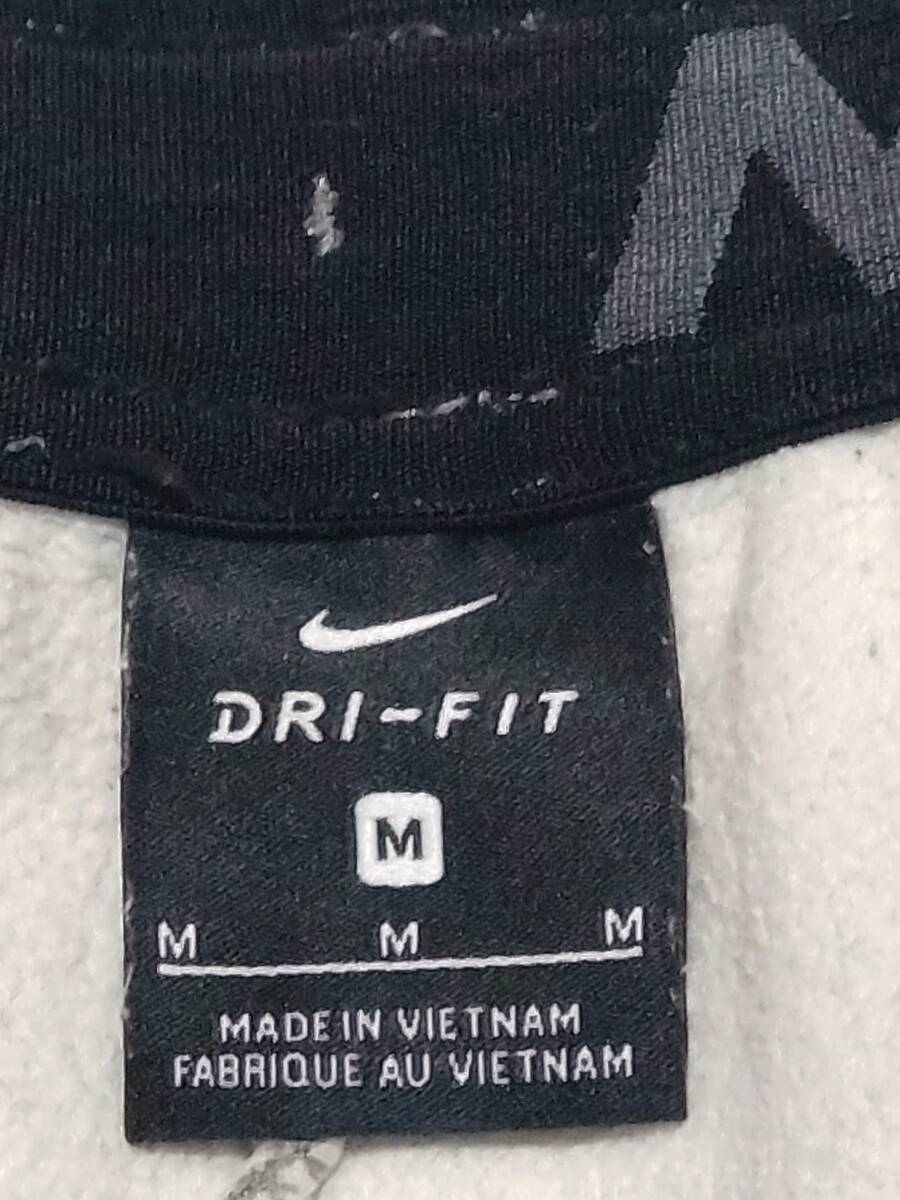 DRI-FIT
M
M M M
MADE IN VIETNAM
FABRIQUE AU VIETNAM